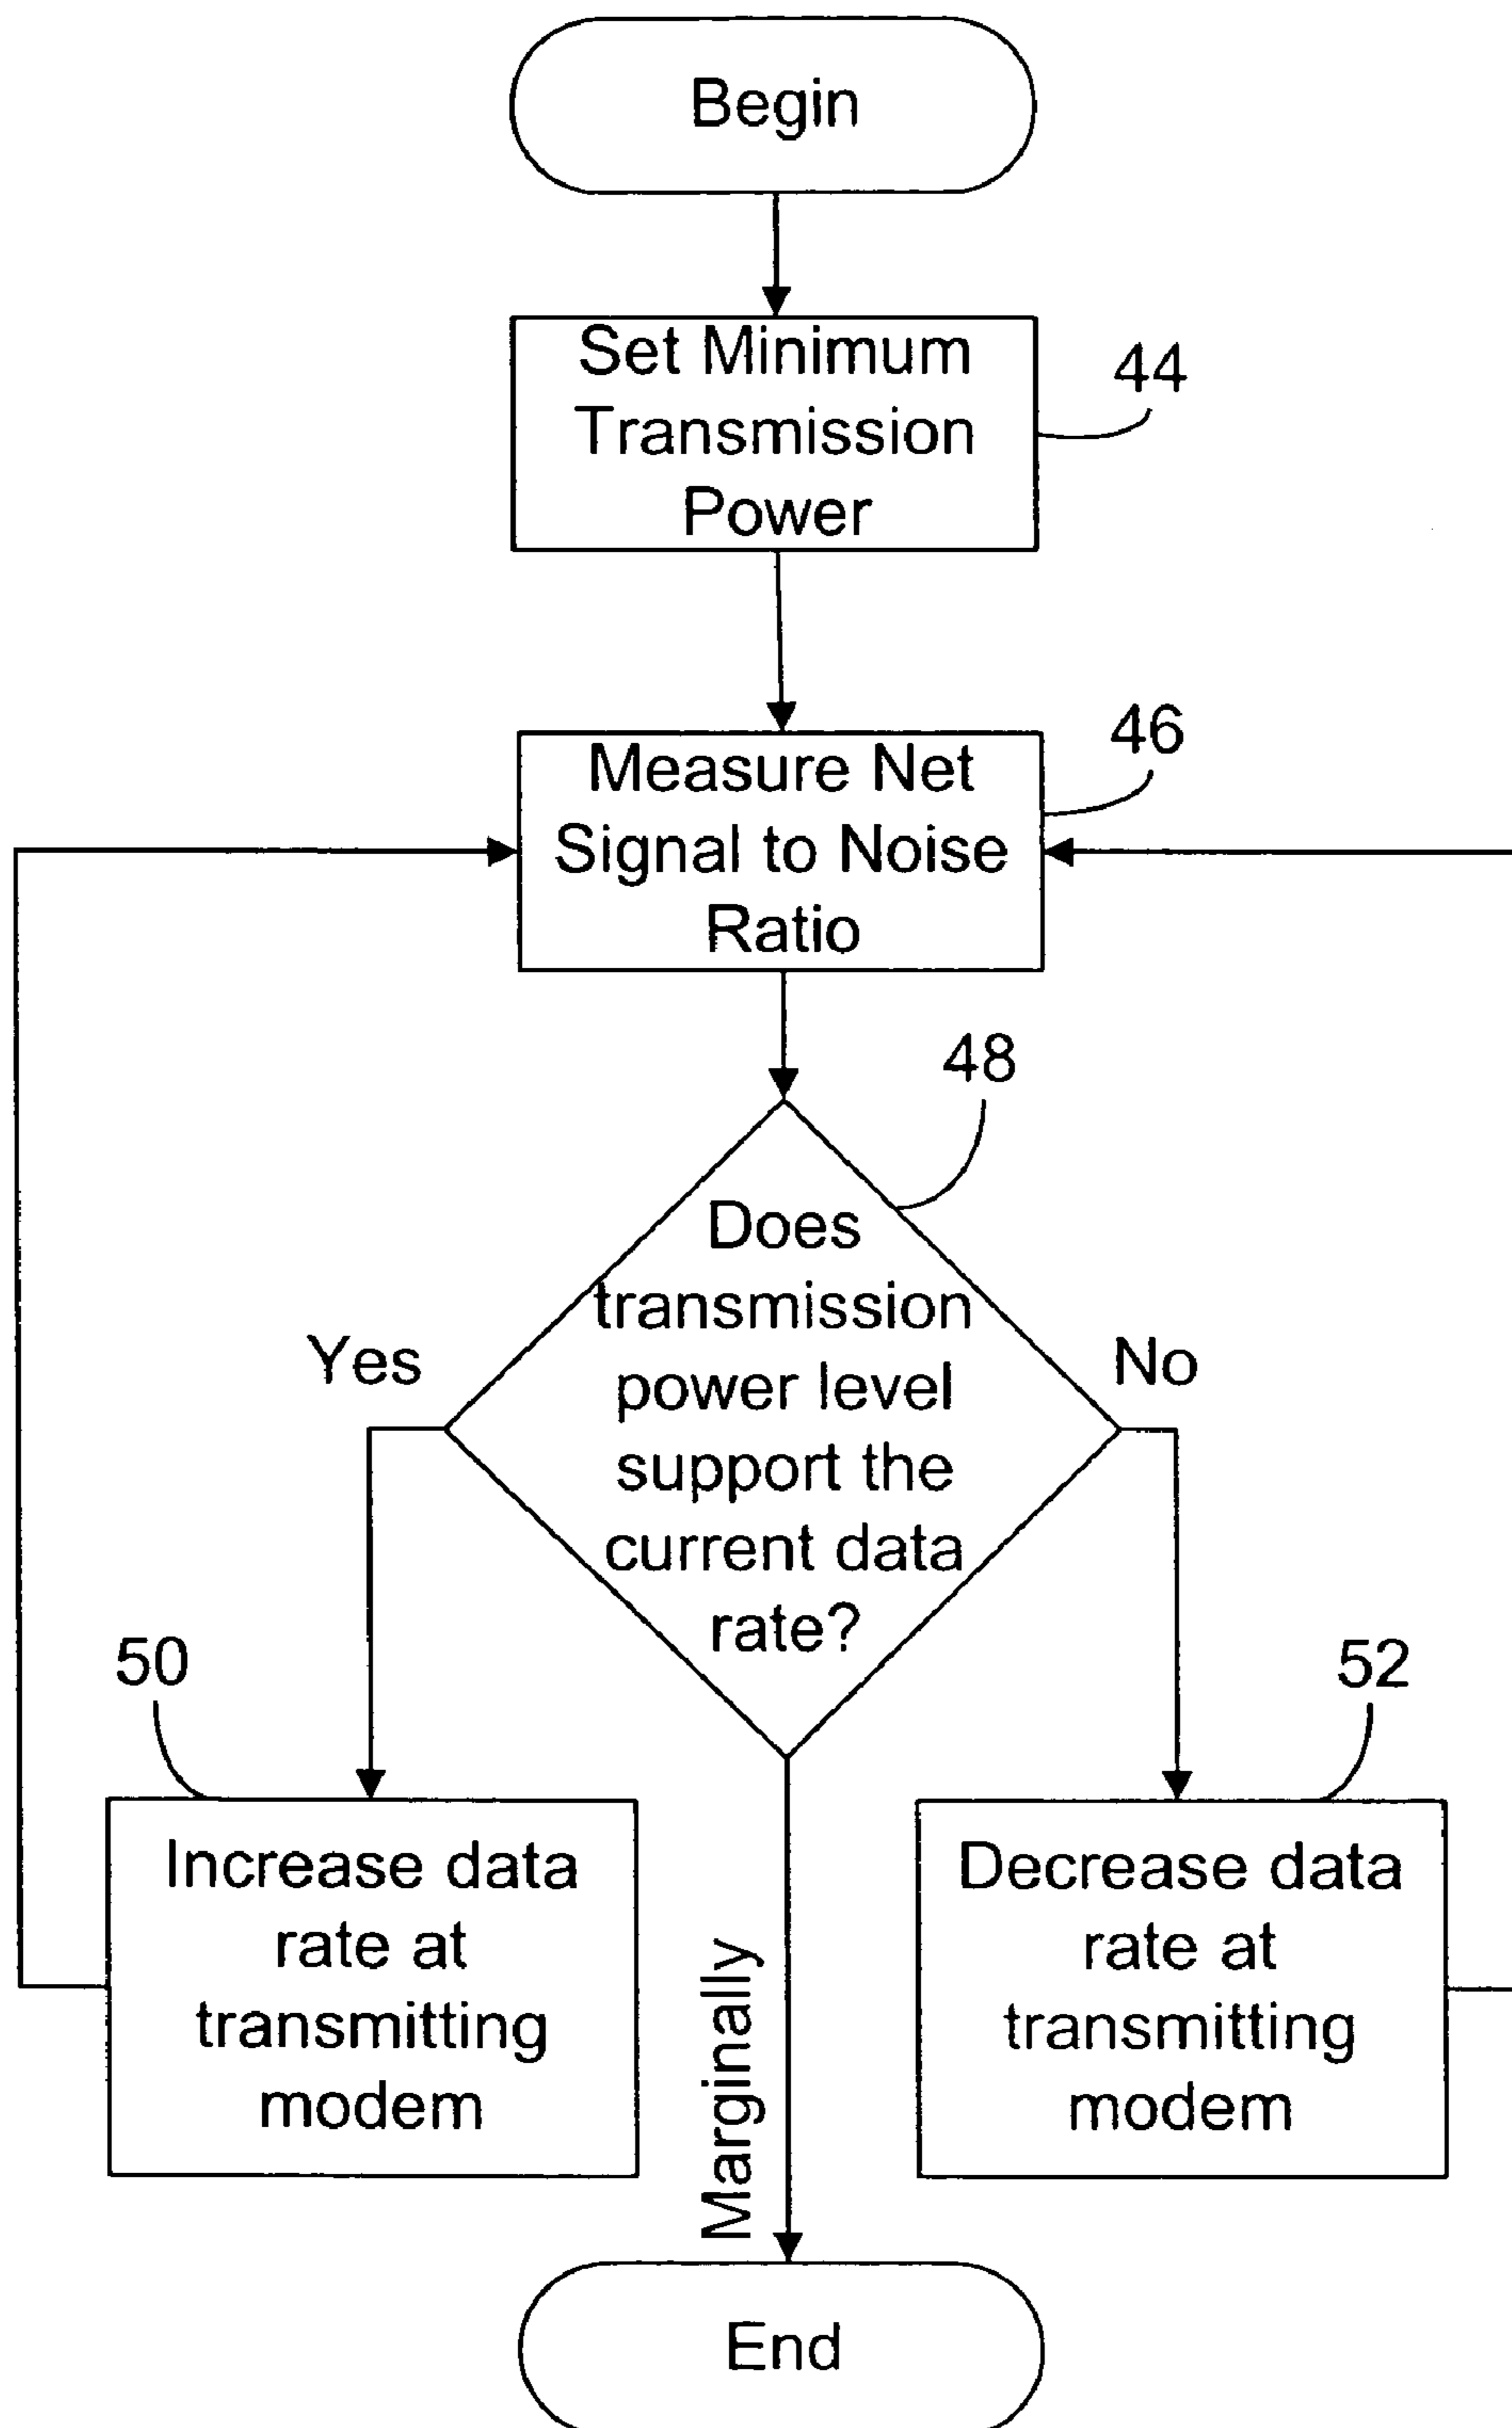 Begin
Set Minimum
Transmission
Power
44
Measure Net
Signal to Noise
Ratio
46
48
Does
transmission
power level
support the
current data
rate?
Yes
No
50
52
Increase data
rate at
transmitting
modem
Decrease data
rate at
transmitting
modem
Marginally
End